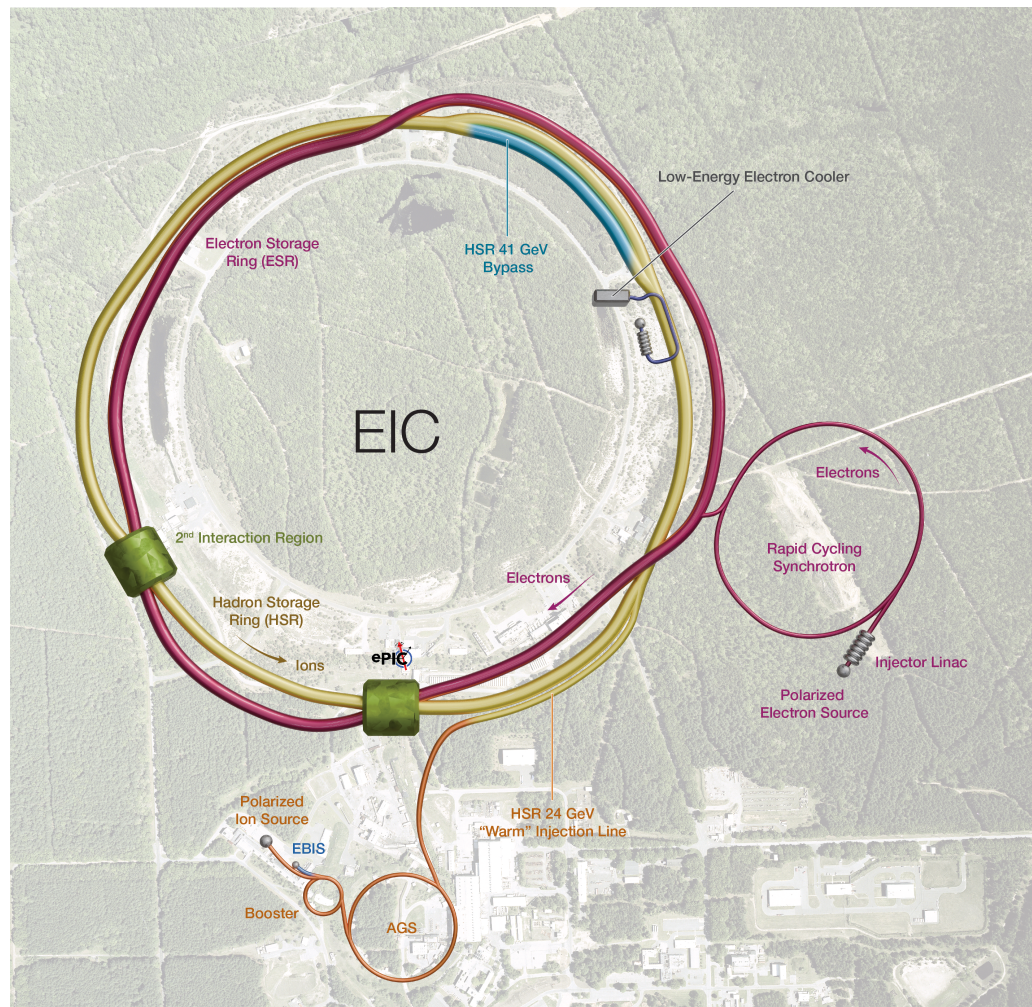 Low-Energy Electron Cooler
Electron Storage
Ring (ESR)
HSR 41 GeV
Bypass
EIC
Electrons
2nd Interaction Region
Rapid Cycling
Synchrotron
Electrons
Hadron Storage
Ring (HSR)
Ions
ePIC
Injector Linac
Polarized
Electron Source
Polarized
Ion Source
HSR 24 GeV
“Warm” Injection Line
EBIS
Booster
AGS